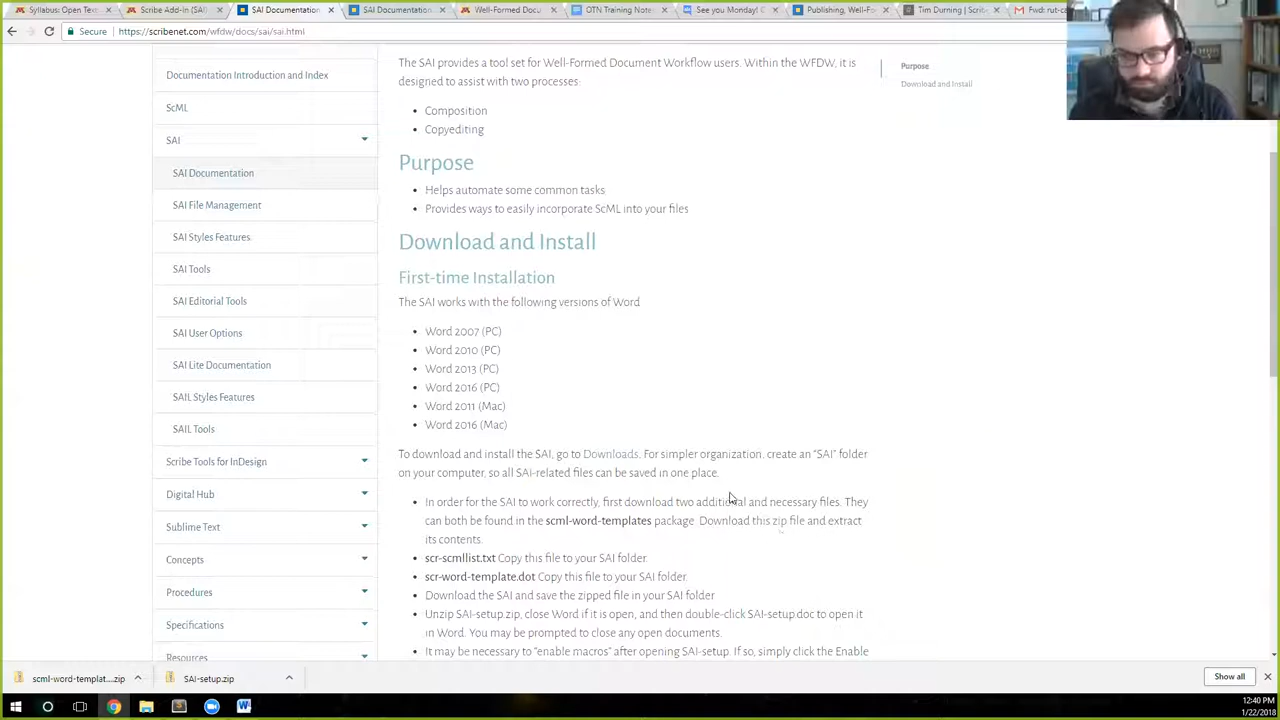 Syllabus: Open Text
Scribe Add-In (SAI)
SAI Documentation
SAI Documentation
Well-Formed Docu
OTN Training Note
See you Monday!
Publishing, Well-Fo
Tim Durning | Scri
Fwd: rut-ca
Secure
https://scribenet.com/wfdw/docs/sai/sai.html
Documentation Introduction and Index
ScML
SAI
SAI Documentation
SAI File Management
SAI Styles Features
SAI Tools
SAI Editorial Tools
SAI User Options
SAI Lite Documentation
SAIL Styles Features
SAIL Tools
Scribe Tools for InDesign
Digital Hub
Sublime Text
Concepts
Procedures
Specifications
Resources
The SAI provides a tool set for Well-Formed Document Workflow users. Within the WFDW, it is
designed to assist with two processes:
Composition
Copyediting
Purpose
Helps automate some common tasks
Provides ways to easily incorporate ScML into your files
Download and Install
First-time Installation
The SAI works with the following versions of Word
Word 2007 (PC)
Word 2010 (PC)
Word 2013 (PC)
Word 2016 (PC)
Word 2011 (Mac)
Word 2016 (Mac)
To download and install the SAI, go to Downloads. For simpler organization, create an "SAI" folder
on your computer, so all SAI-related files can be saved in one place.
In order for the SAI to work correctly, first download two additional and necessary files. They
can both be found in the scml-word-templates package. Download this zip file and extract
its contents.
scr-scmllist.txt Copy this file to your SAI folder.
scr-word-template.dot Copy this file to your SAI folder.
Download the SAI and save the zipped file in your SAI folder
Unzip SAI-setup.zip, close Word if it is open, and then double-click SAI-setup.doc to open it
in Word. You may be prompted to close any open documents.
It may be necessary to "enable macros" after opening SAI-setup. If so, simply click the Enable
Purpose
Download and Install
scml-word-templat....zip
SAI-setup.zip
Show all
12:40 PM
1/22/2018